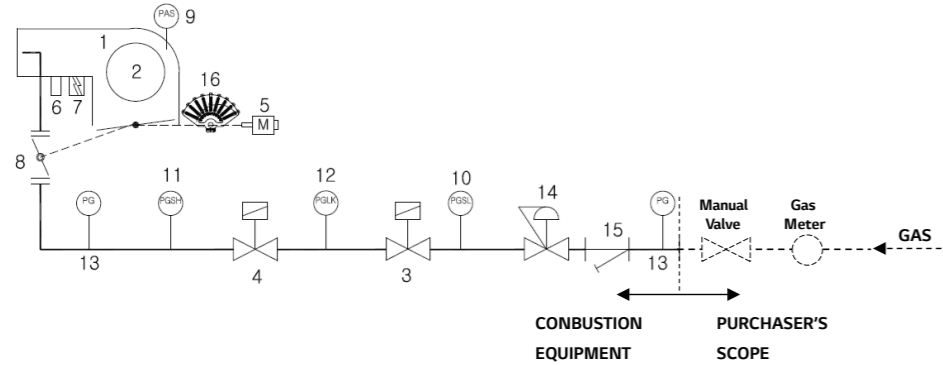 PAS 9
1
2
16
5
6 7
M
8
11
12
10
14
PG
PGSH
PGLK
PGSL
PG
Manual
Valve
Gas
Meter
15
GAS
13
4
3
13
CONBUSTION
EQUIPMENT
PURCHASER'S
SCOPE